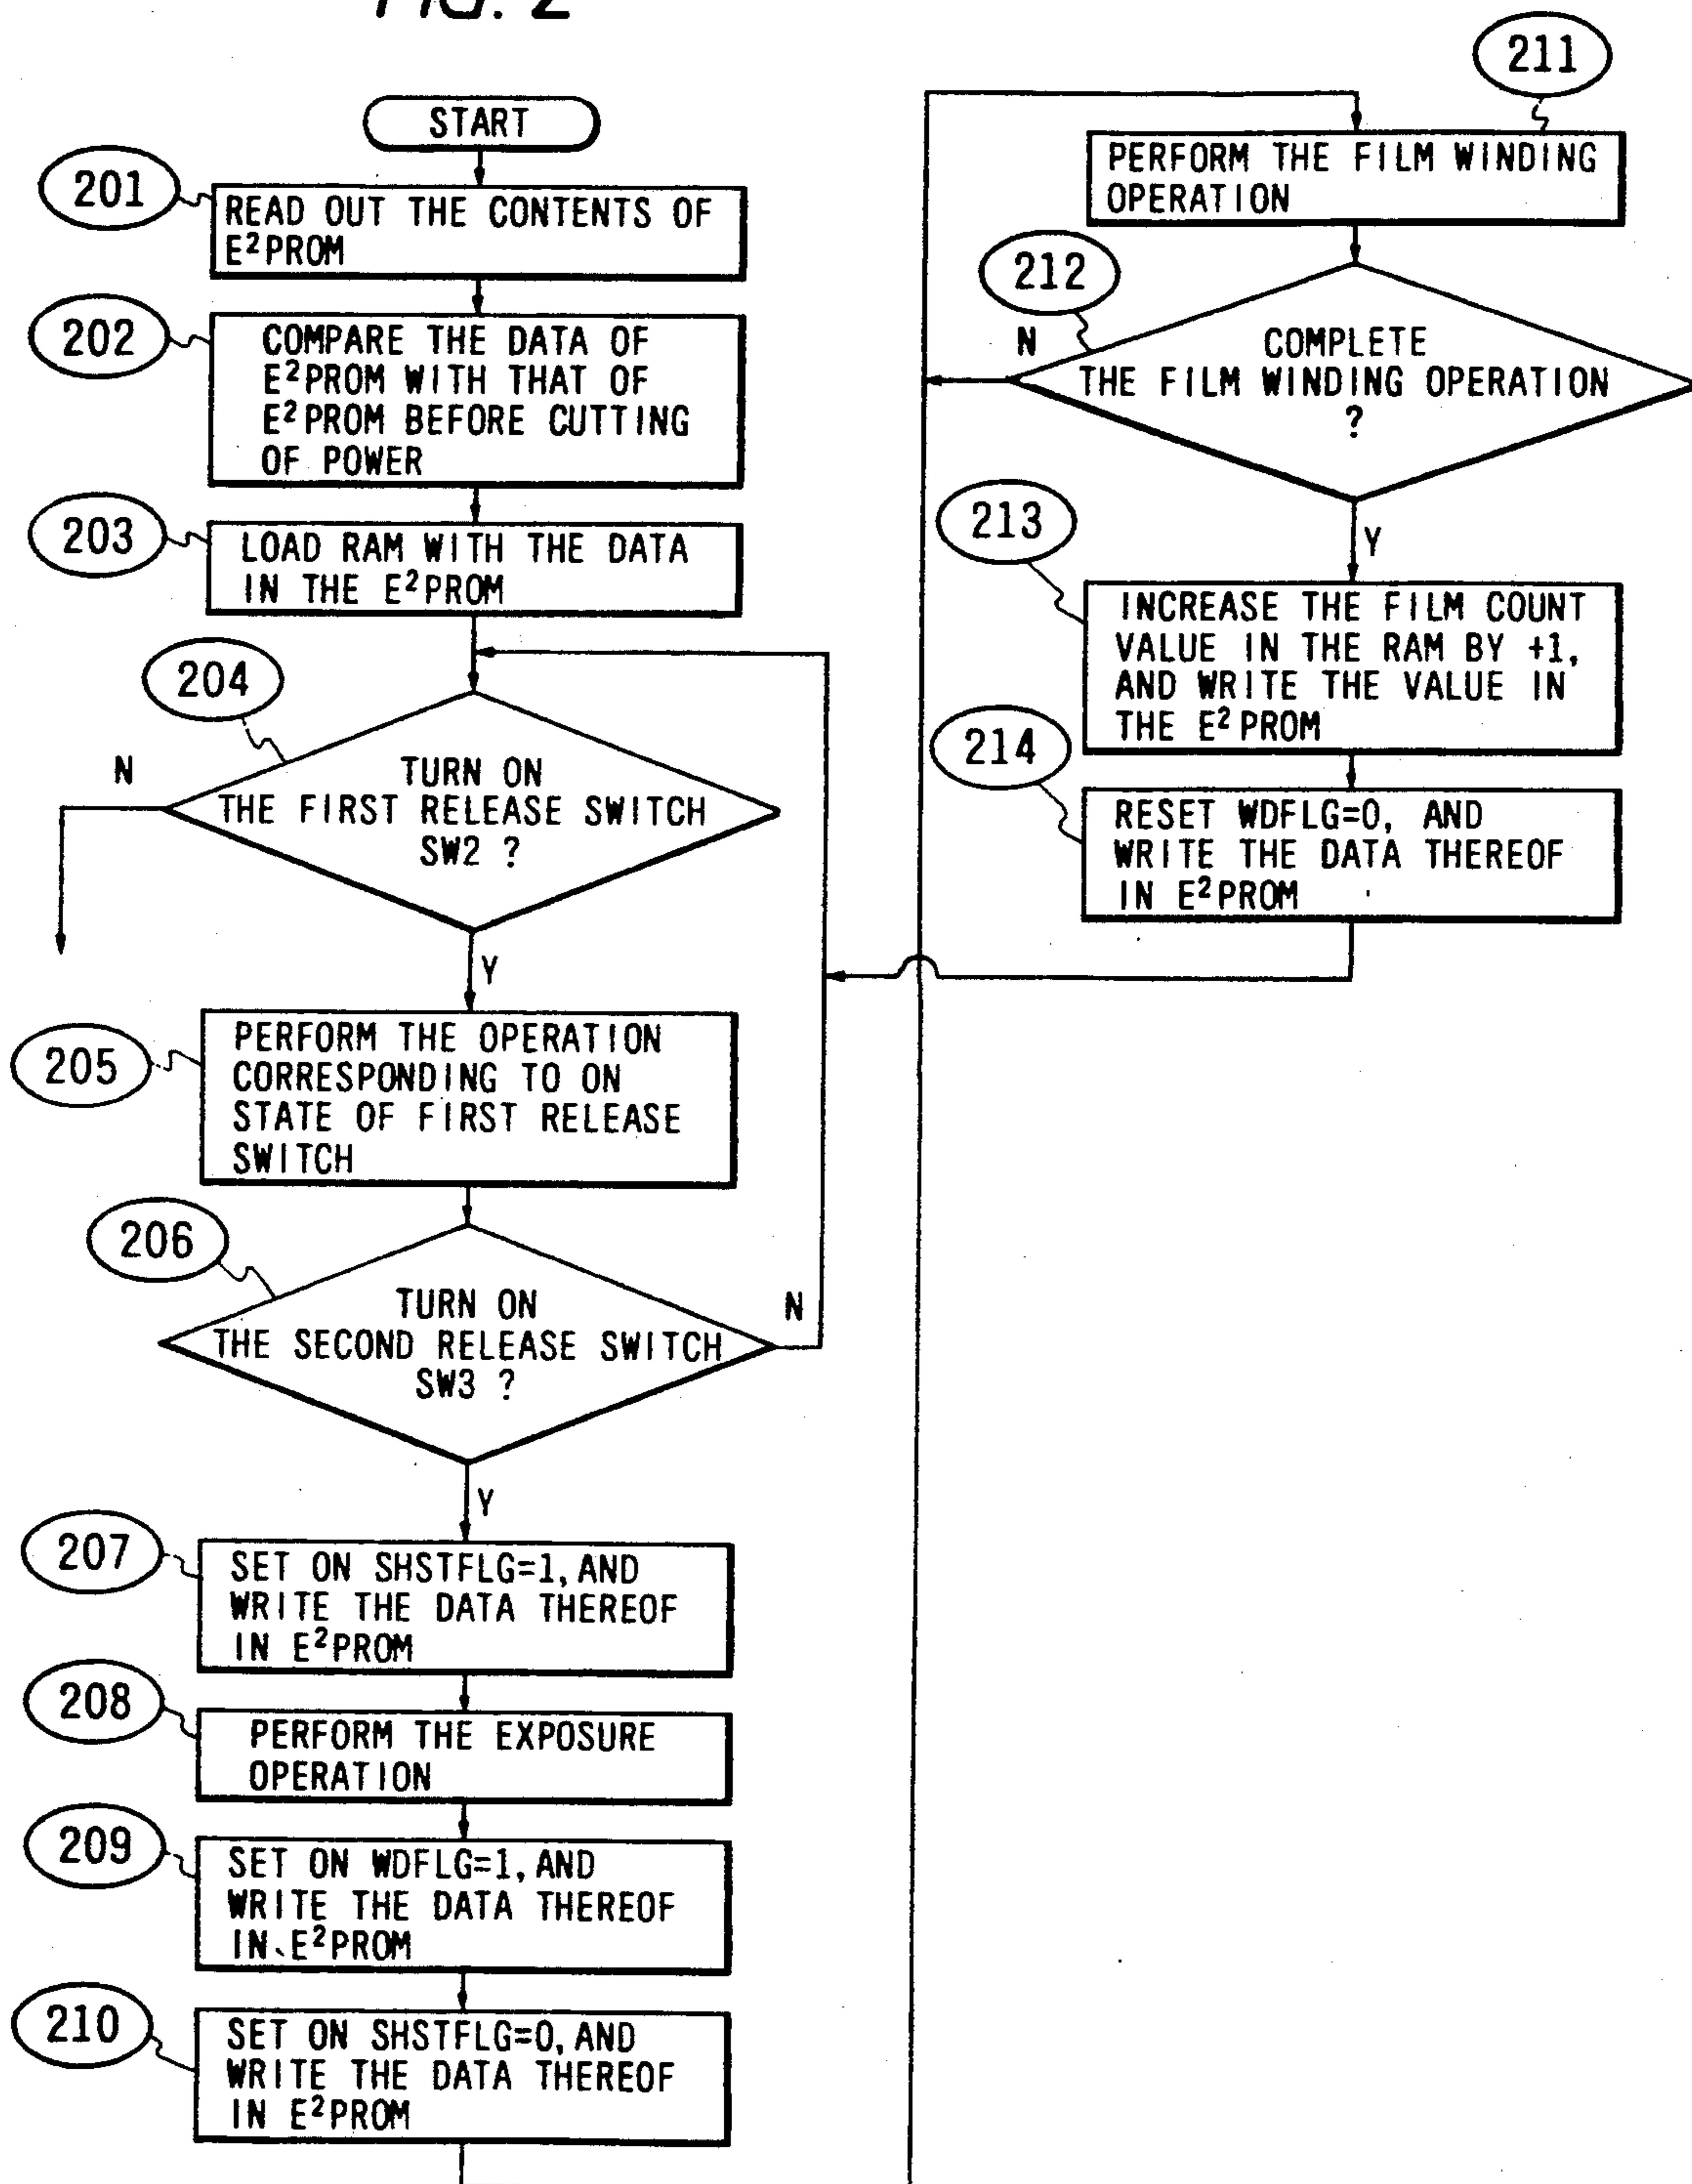 FIG. 2
START
201
READ OUT THE CONTENTS OF
E²PROM
202
COMPARE THE DATA OF
E²PROM WITH THAT OF
E²PROM BEFORE CUTTING
OF POWER
203
LOAD RAM WITH THE DATA
IN THE E²PROM
204
N
TURN ON
THE FIRST RELEASE SWITCH
SW2 ?
Y
205
PERFORM THE OPERATION
CORRESPONDING TO ON
STATE OF FIRST RELEASE
SWITCH
206
TURN ON
THE SECOND RELEASE SWITCH
SW3 ?
N
Y
207
SET ON SHSTFLG=1, AND
WRITE THE DATA THEREOF
IN E²PROM
208
PERFORM THE EXPOSURE
OPERATION
209
SET ON WDFLG=1, AND
WRITE THE DATA THEREOF
IN E²PROM
210
SET ON SHSTFLG=0, AND
WRITE THE DATA THEREOF
IN E²PROM
211
PERFORM THE FILM WINDING
OPERATION
212
N
COMPLETE
THE FILM WINDING OPERATION
?
Y
213
INCREASE THE FILM COUNT
VALUE IN THE RAM BY +1,
AND WRITE THE VALUE IN
THE E² PROM
214
RESET WDFLG=0, AND
WRITE THE DATA THEREOF
IN E²PROM